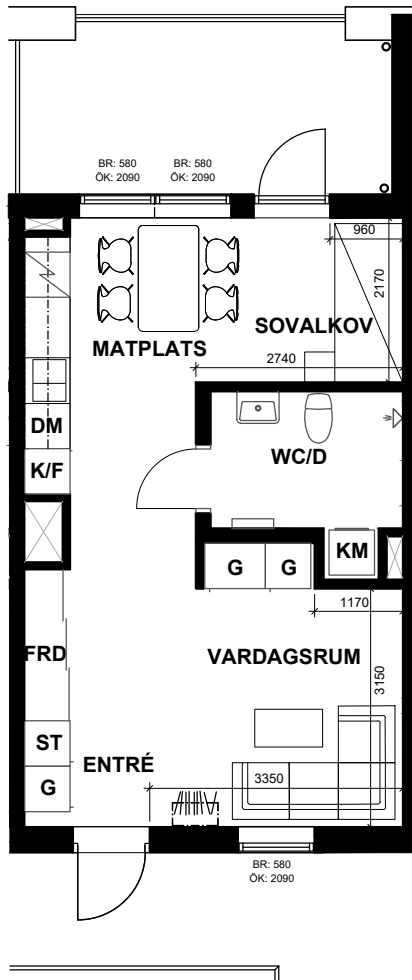 BR: 580
ÖK: 2090
BR: 580
ÖK: 2090
960
2170
SOVALKOV
MATPLATS
2740
DM
WC/D
K/F
KM
G
G
1170
FRD
VARDAGSRUM
3150
ST
ENTRÉ
3350
G
BR: 580
ÖK: 2090